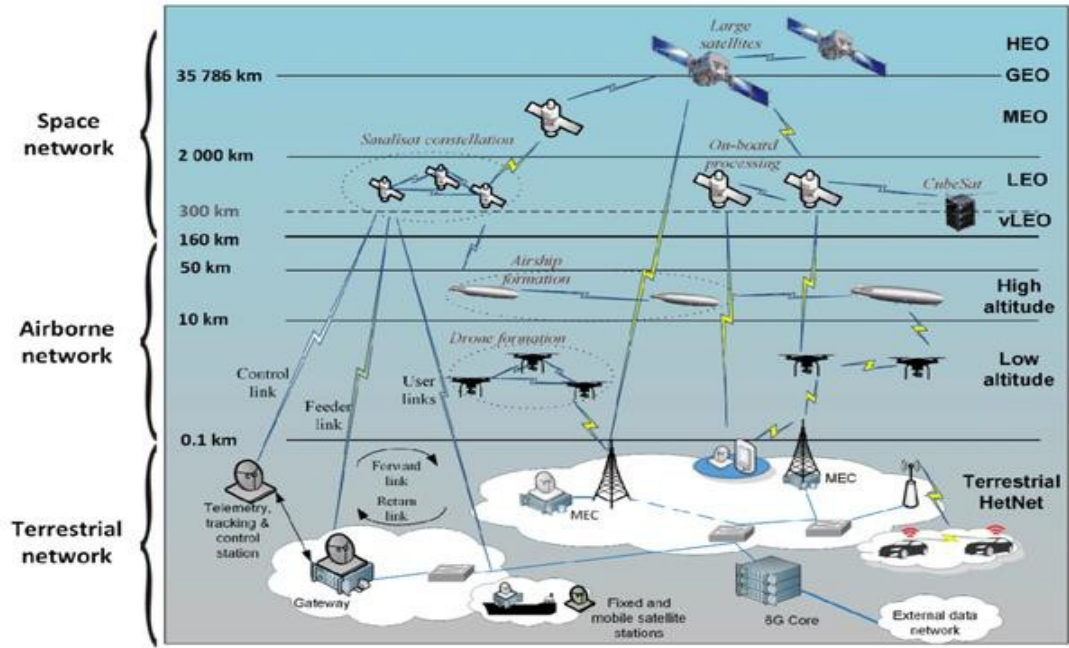 Space
network
Airborne
network
Terrestrial
network
35 786 km
2 000 km
300 km
160 km
50 km
10 km
0.1 km
HEO
GEO
MEO
LEO
vLEO
High
altitude
Low
altitude
Terrestrial
HetNet
Large
satellites
Smallsat constellation
On-board
processing
CubeSat
Airship
formation
Drone formation
Control
link
Feeder
link
User
links
Forward
link
Return
link
Telemetry,
tracking &
control
station
Gateway
MEC
MEC
Fixed and
mobile satellite
stations
5G Core
External data
network